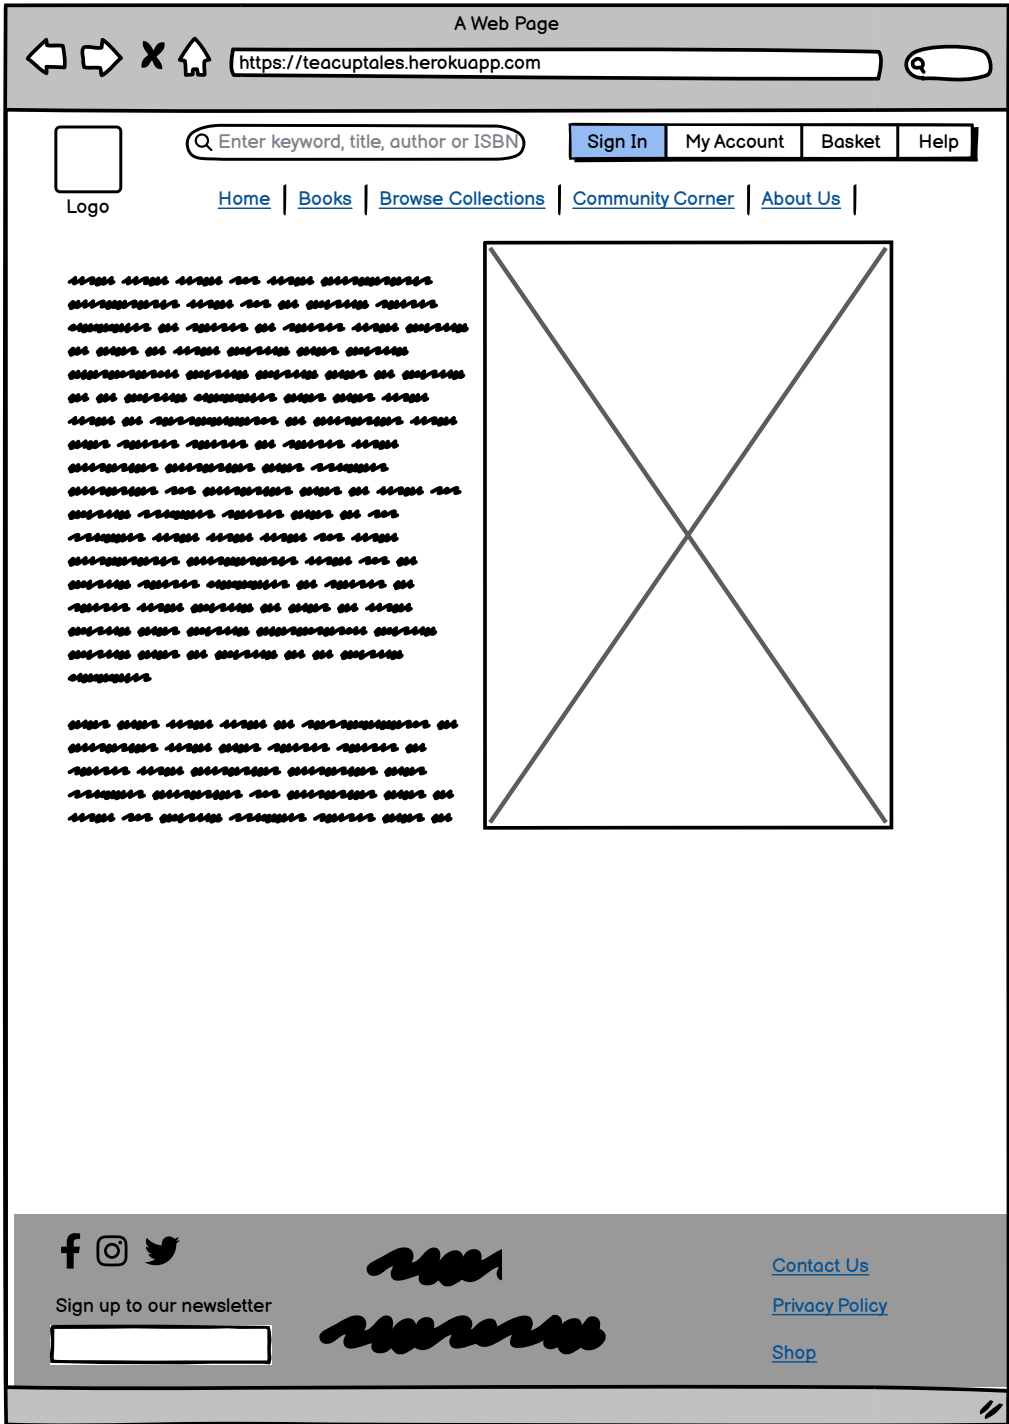 A Web Page
https://teacuptales.herokuapp.com
Enter keyword, title, author or ISBN
Sign In My Account Basket Help
Logo
Home Books Browse Collections Community Corner About Us
Contact Us
Sign up to our newsletter
Privacy Policy
Shop